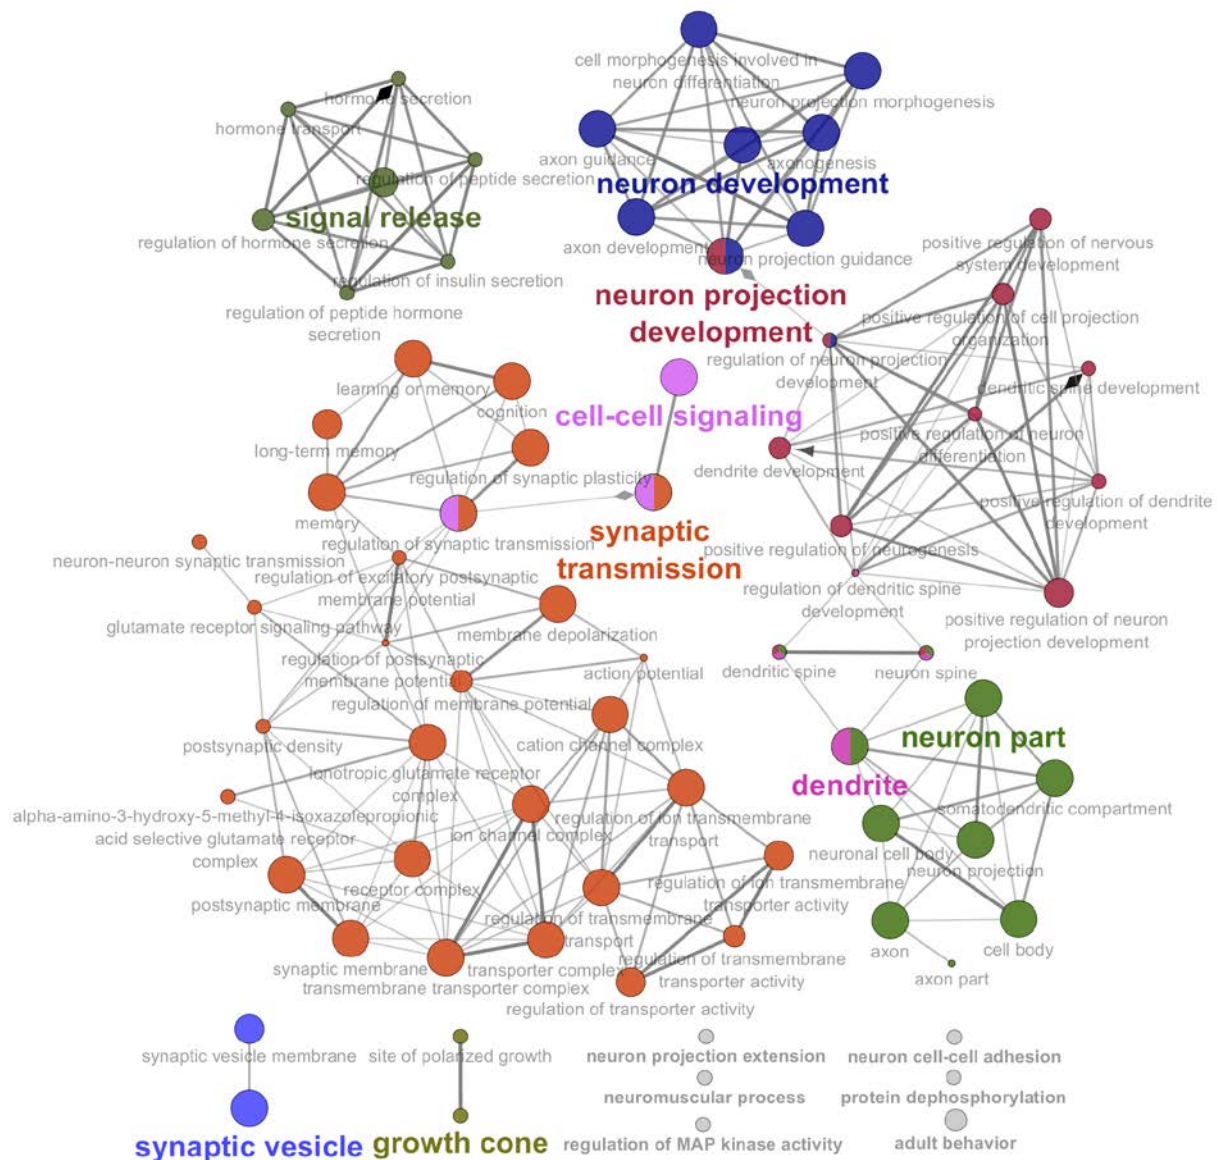 cell morphogenesis involved in
neuron differentiation
neuron projection morphogenesis
hormone secretion
hormone transport
axon guidance
axonogenesis
regulation of peptide secretion
neuron development
signal release
regulation of hormone secretion
axon development
neuron projection guidance
positive regulation of nervous
system development
regulation of insulin secretion
neuron projection
development
regulation of peptide hormone
secretion
positive regulation of cell projection
organization
regulation of neuron projection
development
dendritic spine development
learning or memory
cognition
cell-cell signaling
long-term memory
positive regulation of neuron
differentiation
regulation of synaptic plasticity
dendrite development
memory
positive regulation of dendrite
development
synaptic
transmission
regulation of synaptic transmission
positive regulation of neurogenesis
neuron-neuron synaptic transmission
regulation of excitatory postsynaptic
membrane potential
regulation of dendritic spine
development
glutamate receptor signaling pathway
membrane depolarization
positive regulation of neuron
projection development
regulation of postsynaptic
membrane potential
action potential
dendritic spine
neuron spine
regulation of membrane potential
postsynaptic density
cation channel complex
neuron part
ionotropic glutamate receptor
complex
dendrite
somatodendritic compartment
alpha-amino-3-hydroxy-5-methyl-4-isoxazolepropionic
acid selective glutamate receptor
complex
ion channel complex
regulation of ion transmembrane
transport
neuronal cell body
neuron projection
receptor complex
regulation of ion transmembrane
transporter activity
postsynaptic membrane
regulation of transmembrane
transport
axon
cell body
synaptic membrane
transporter complex
regulation of transmembrane
transporter activity
axon part
transmembrane transporter complex
regulation of transporter activity
synaptic vesicle membrane
site of polarized growth
neuron projection extension
neuron cell-cell adhesion
neuromuscular process
protein dephosphorylation
synaptic vesicle
growth cone
regulation of MAP kinase activity
adult behavior